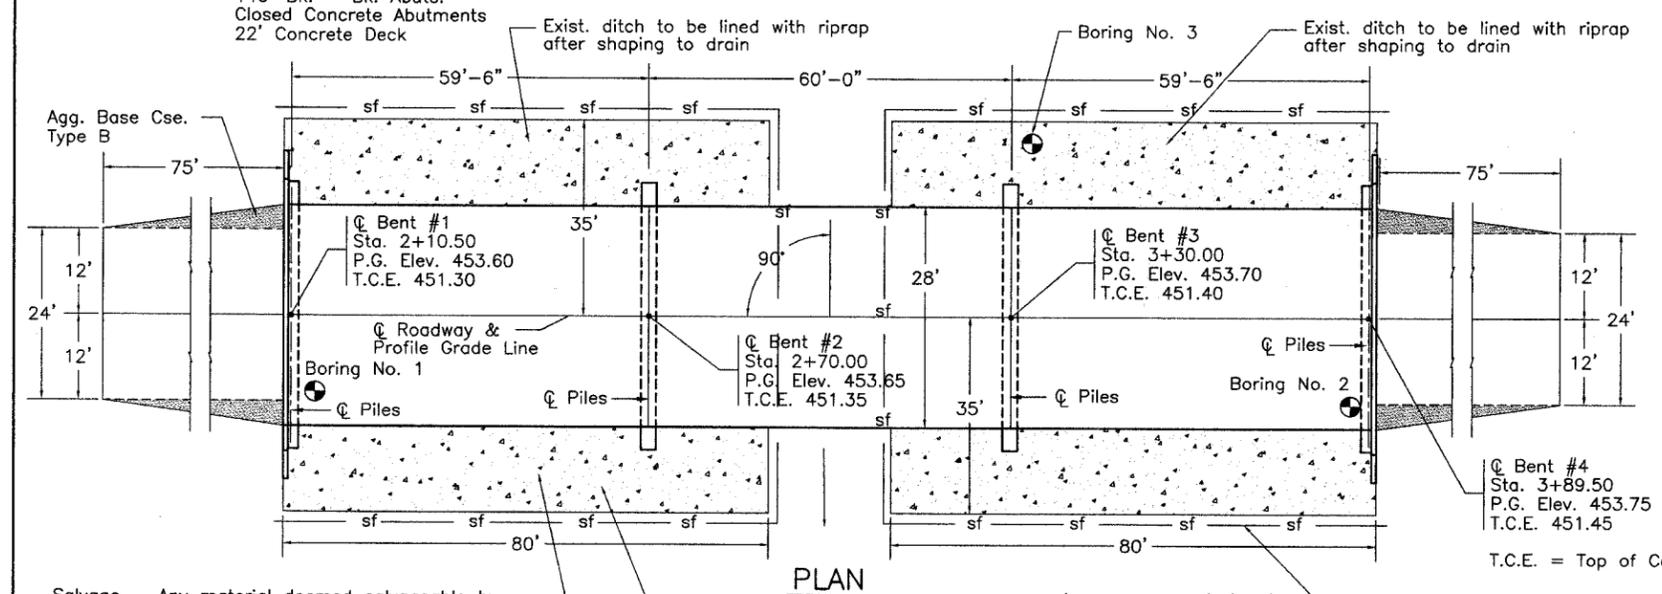 Closed Concrete Abutments
22' Concrete Deck
Exist. ditch to be lined with riprap
after shaping to drain
Boring No. 3
Exist. ditch to be lined with riprap
after shaping to drain
59'-6"
60'-0"
59'-6"
sf sf sf sf
sf sf sf sf
Agg. Base Cse.
Type B
75'
75'
35'
sf
sf
℄ Bent #1
Sta. 2+10.50
P.G. Elev. 453.60
T.C.E. 451.30
90°
28'
℄ Bent #3
Sta. 3+30.00
P.G. Elev. 453.70
T.C.E. 451.40
12'
24'
12'
12'
24'
12'
sf
℄ Roadway &
Profile Grade Line
℄ Bent #2
Sta. 2+70.00
P.G. Elev. 453.65
T.C.E. 451.35
℄ Piles
Boring No. 1
Boring No. 2
℄ Piles
℄ Piles
℄ Piles
35'
sf
℄ Bent #4
Sta. 3+89.50
P.G. Elev. 453.75
T.C.E. 451.45
sf sf sf sf
sf sf sf sf
80'
80'
T.C.E. = Top of
PLAN